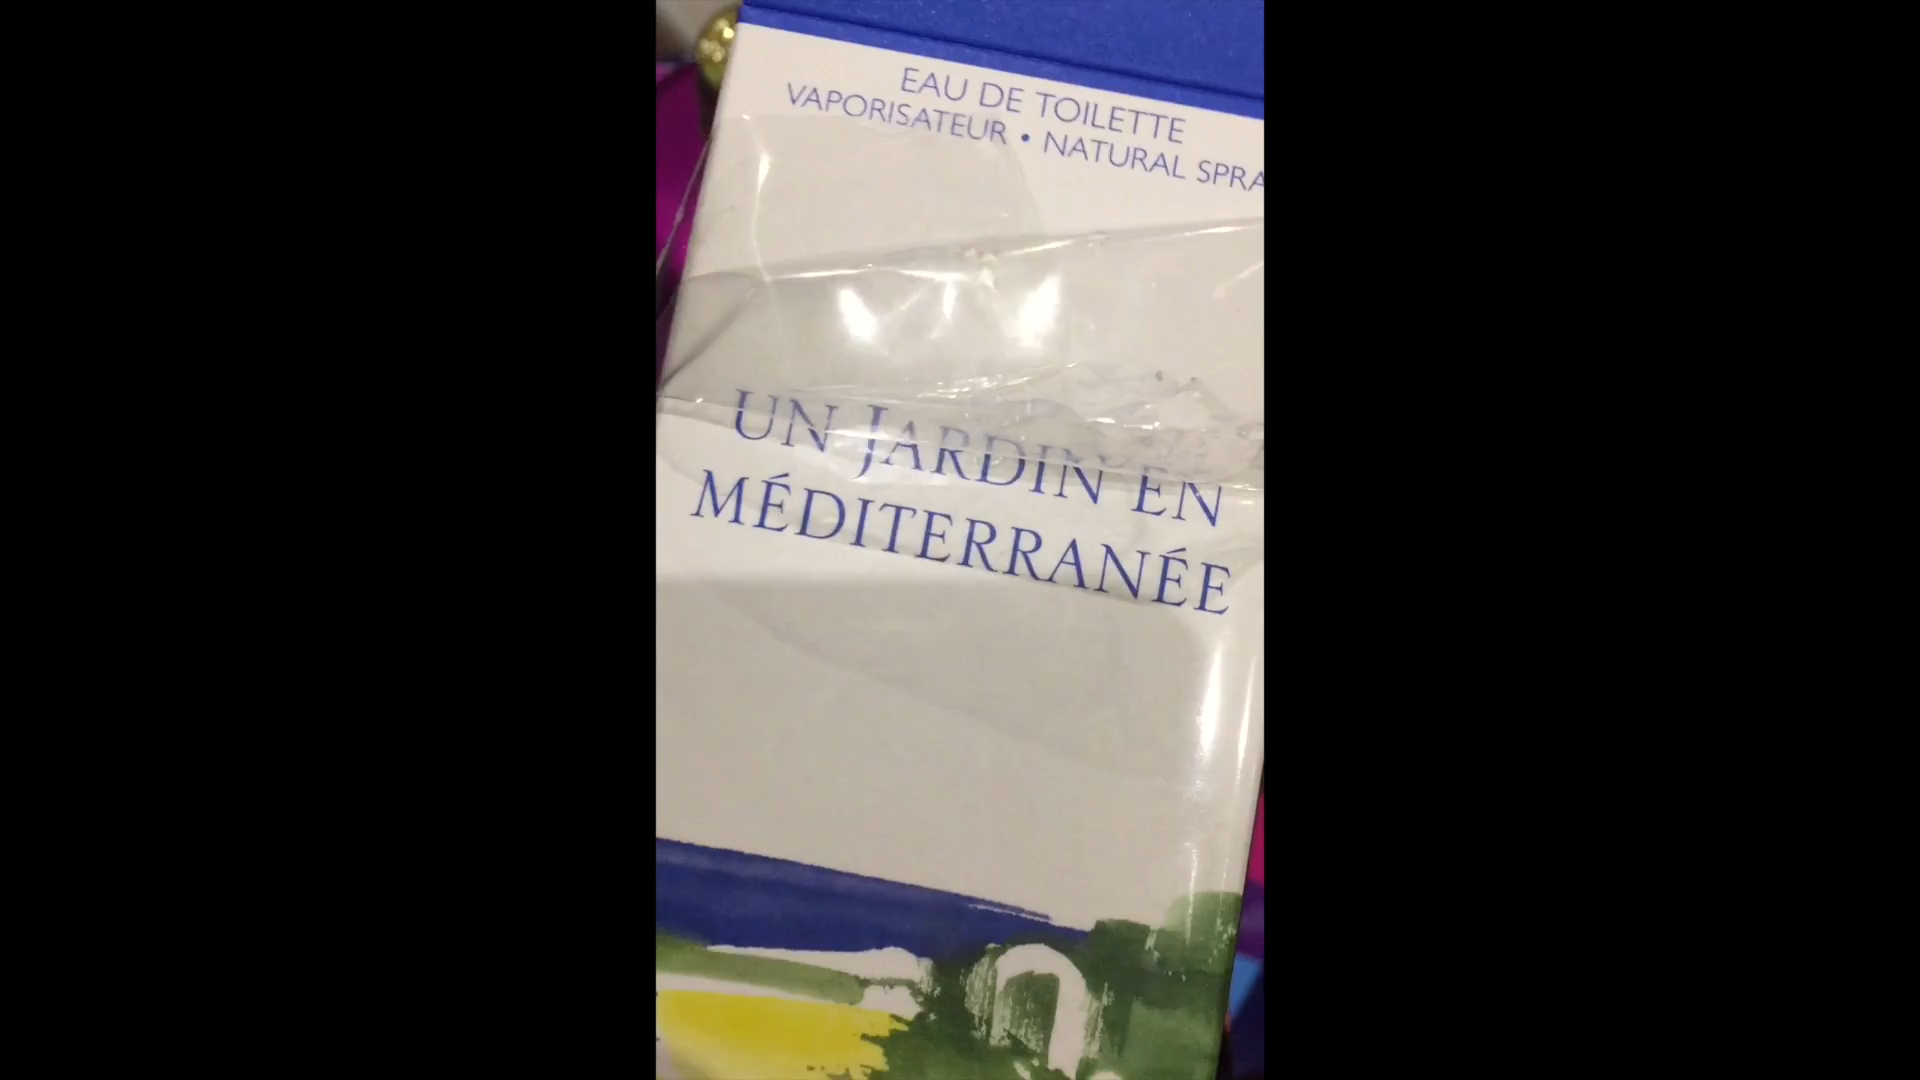 EAU DE TOILETTE
VAPORISATEUR • NATURAL SPRA
UN JARDIN EN
MÉDITERRANÉE